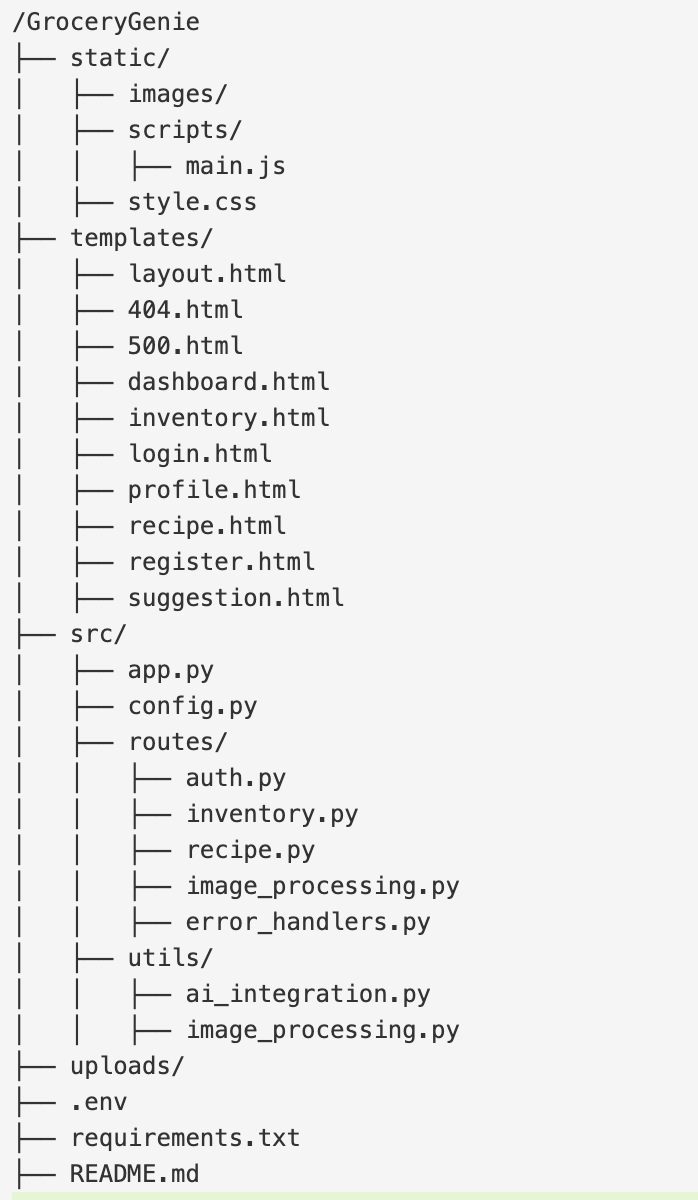 /GroceryGenie
├── static/
│   ├── images/
│   ├── scripts/
│   │   ├── main.js
│   ├── style.css
├── templates/
│   ├── layout.html
│   ├── 404.html
│   ├── 500.html
│   ├── dashboard.html
│   ├── inventory.html
│   ├── login.html
│   ├── profile.html
│   ├── recipe.html
│   ├── register.html
│   ├── suggestion.html
├── src/
│   ├── app.py
│   ├── config.py
│   ├── routes/
│   │   ├── auth.py
│   │   ├── inventory.py
│   │   ├── recipe.py
│   │   ├── image_processing.py
│   │   ├── error_handlers.py
│   ├── utils/
│   │   ├── ai_integration.py
│   │   ├── image_processing.py
├── uploads/
├── .env
├── requirements.txt
├── README.md